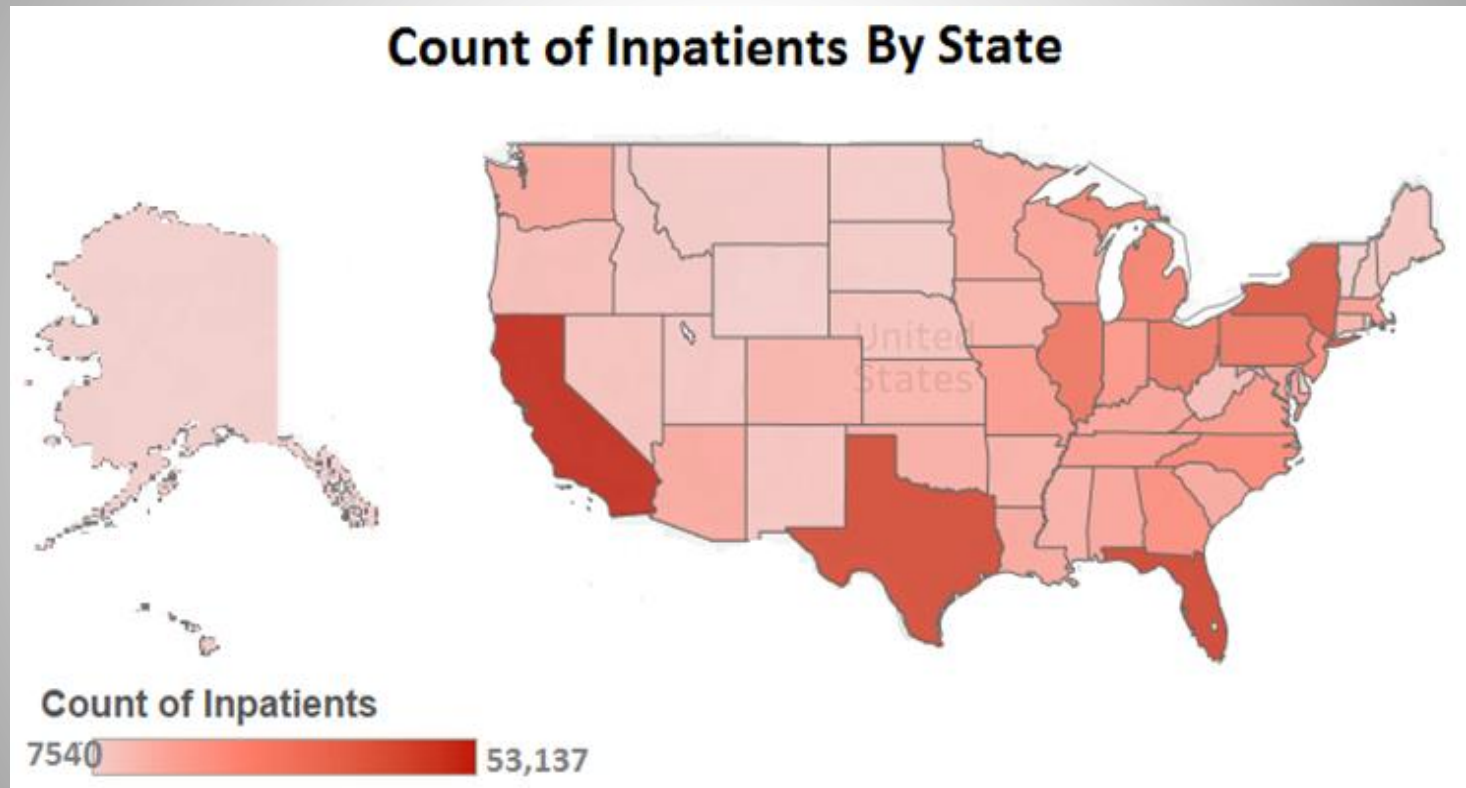 Count of Inpatients By State
United
States
Count of Inpatients
7540
53,137